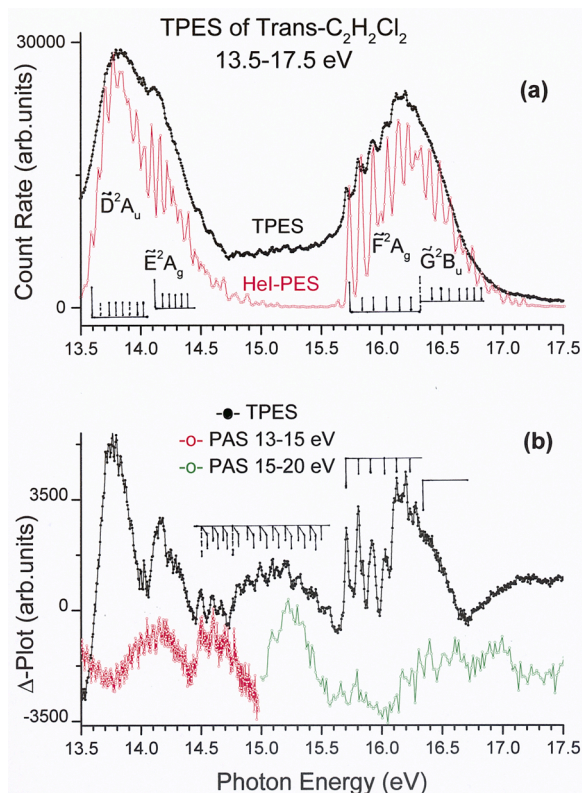 TPES of Trans-C₂H₂Cl₂
13.5-17.5 eV
(a)
30000
0
Count Rate (arb.units)
D̃²Aᵤ
Ẽ²A_g
TPES
HeI-PES
F̃²A_g
G̃²Bᵤ
13.5 14.0 14.5 15.0 15.5 16.0 16.5 17.0 17.5
-●- TPES
-o- PAS 13-15 eV
-o- PAS 15-20 eV
(b)
3500
0
-3500
Δ-Plot (arb.units)
13.5 14.0 14.5 15.0 15.5 16.0 16.5 17.0 17.5
Photon Energy (eV)